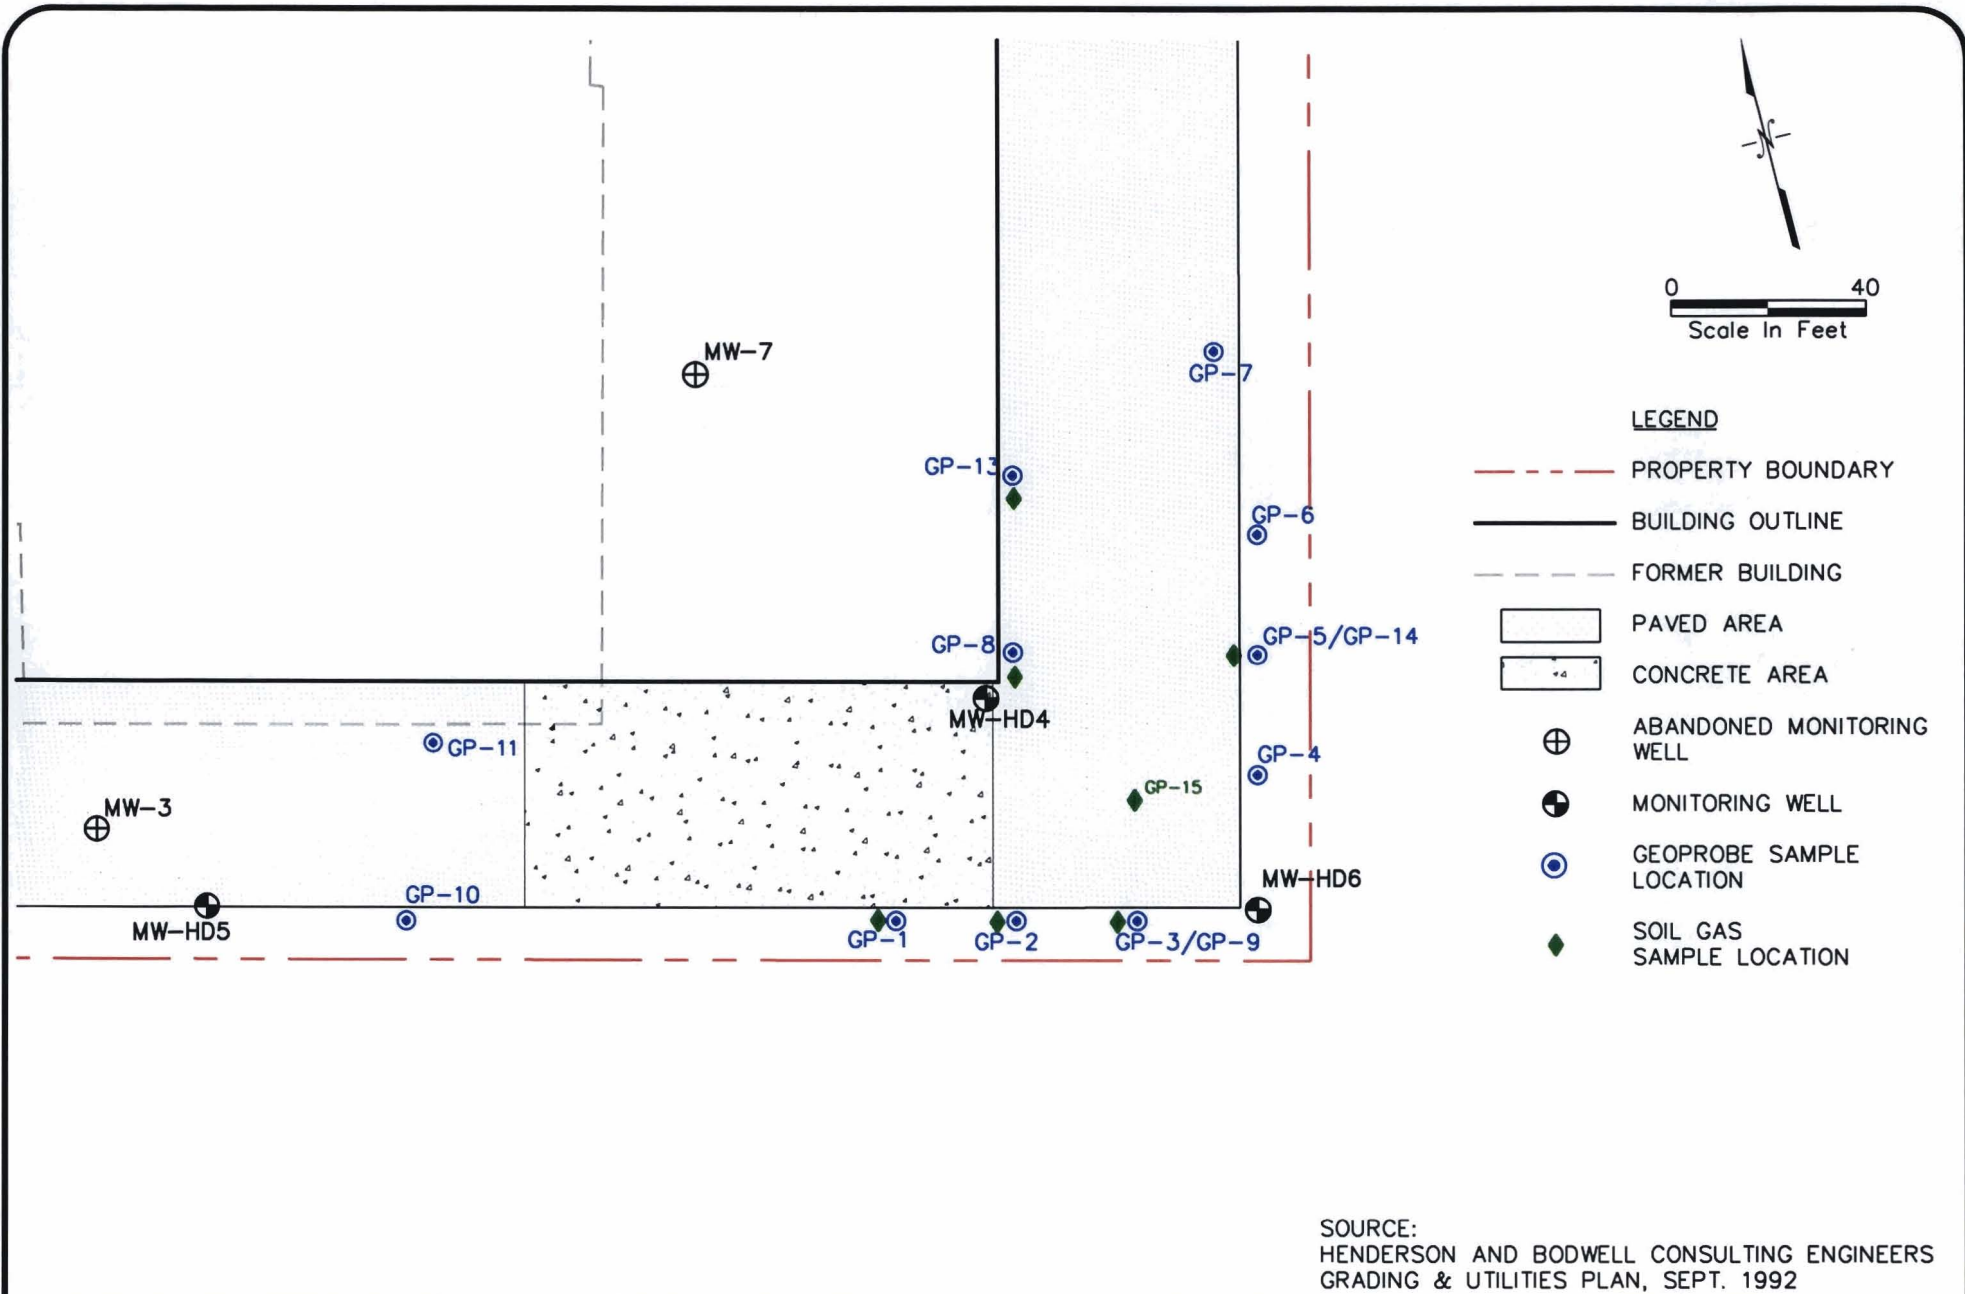 N
0 40
Scale In Feet
MW-7
GP-7
GP-13
GP-6
GP-8
GP-5/GP-14
MW-HD4
GP-11
GP-4
GP-15
MW-3
MW-HD6
GP-10
MW-HD5
GP-1
GP-2
GP-3/GP-9
LEGEND
PROPERTY BOUNDARY
BUILDING OUTLINE
FORMER BUILDING
PAVED AREA
CONCRETE AREA
ABANDONED MONITORING
WELL
MONITORING WELL
GEOPROBE SAMPLE
LOCATION
SOIL GAS
SAMPLE LOCATION
SOURCE:
HENDERSON AND BODWELL CONSULTING ENGINEERS
GRADING & UTILITIES PLAN, SEPT. 1992